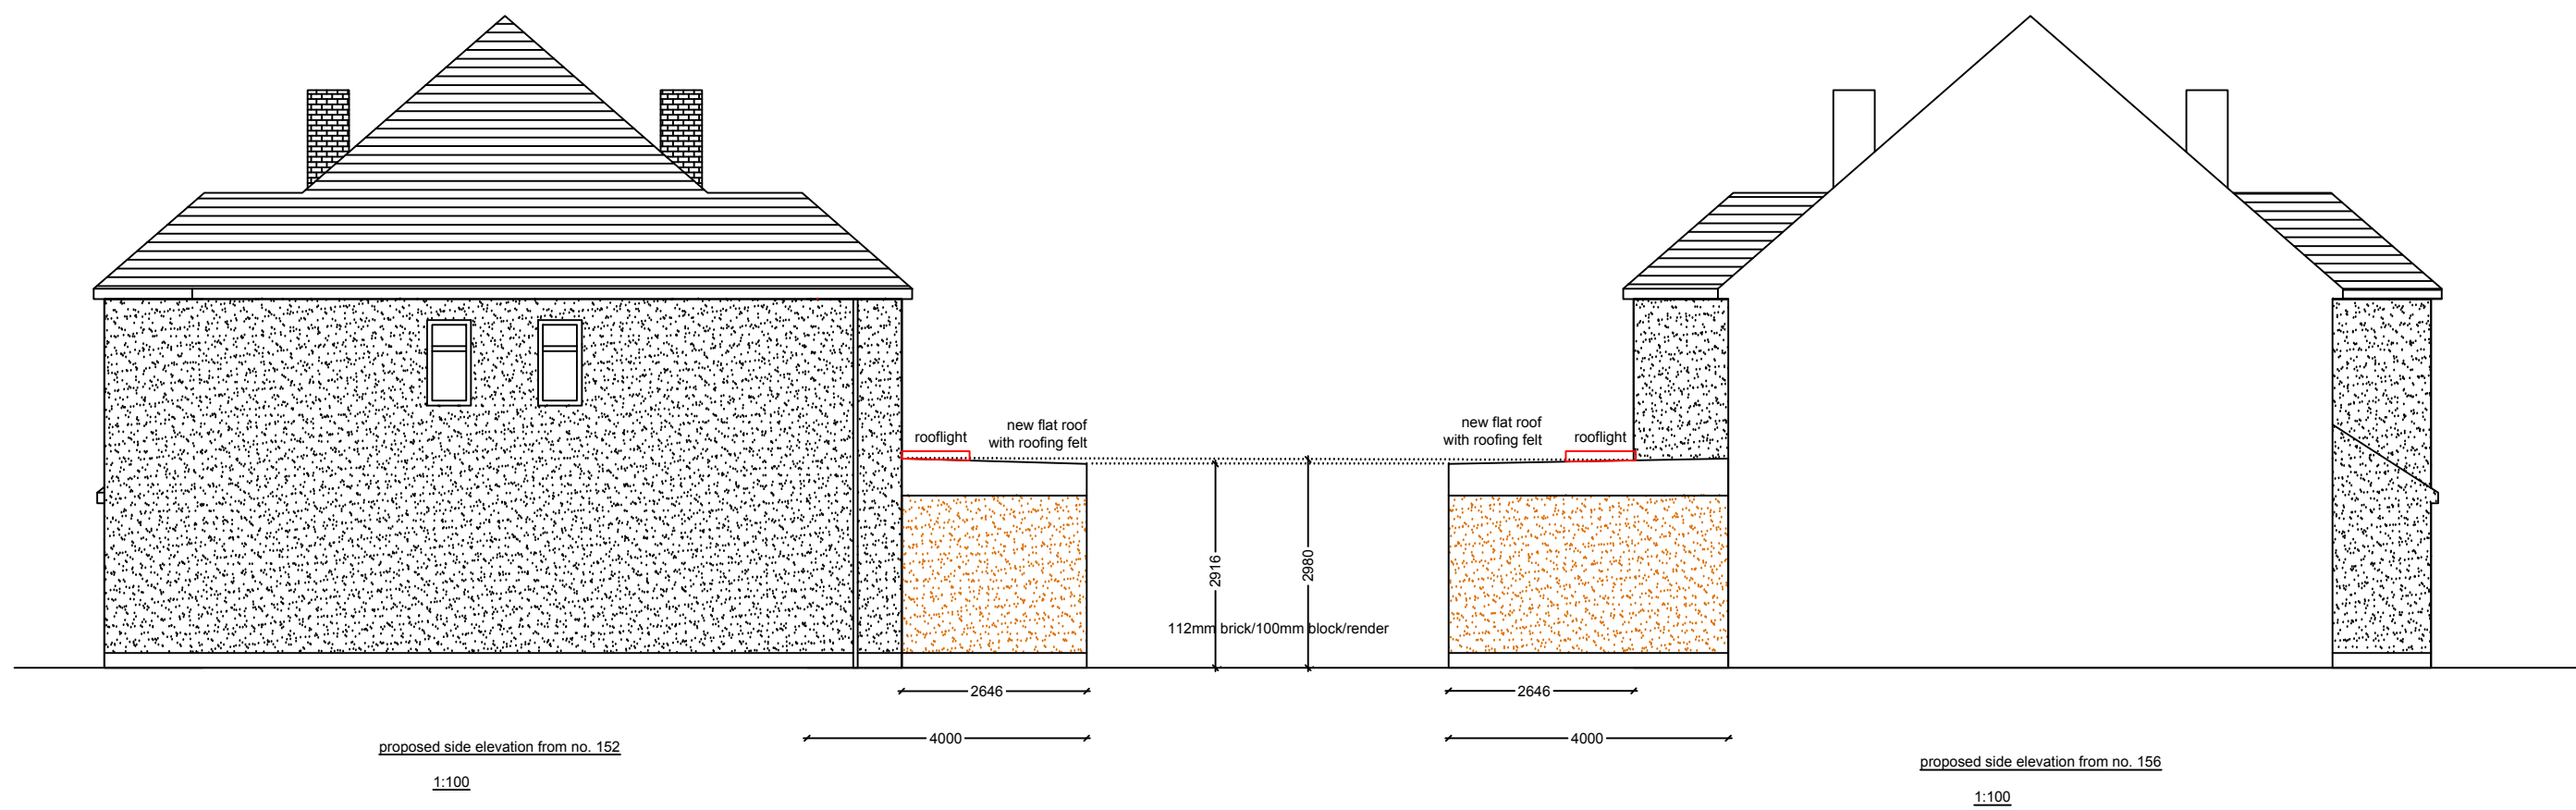 new flat roof
with roofing felt
rooflight
new flat roof
with roofing felt
rooflight
2916
2980
112mm brick/100mm block/render
2646
2646
4000
4000
proposed side elevation from no. 152
1:100
proposed side elevation from no. 156
1:100